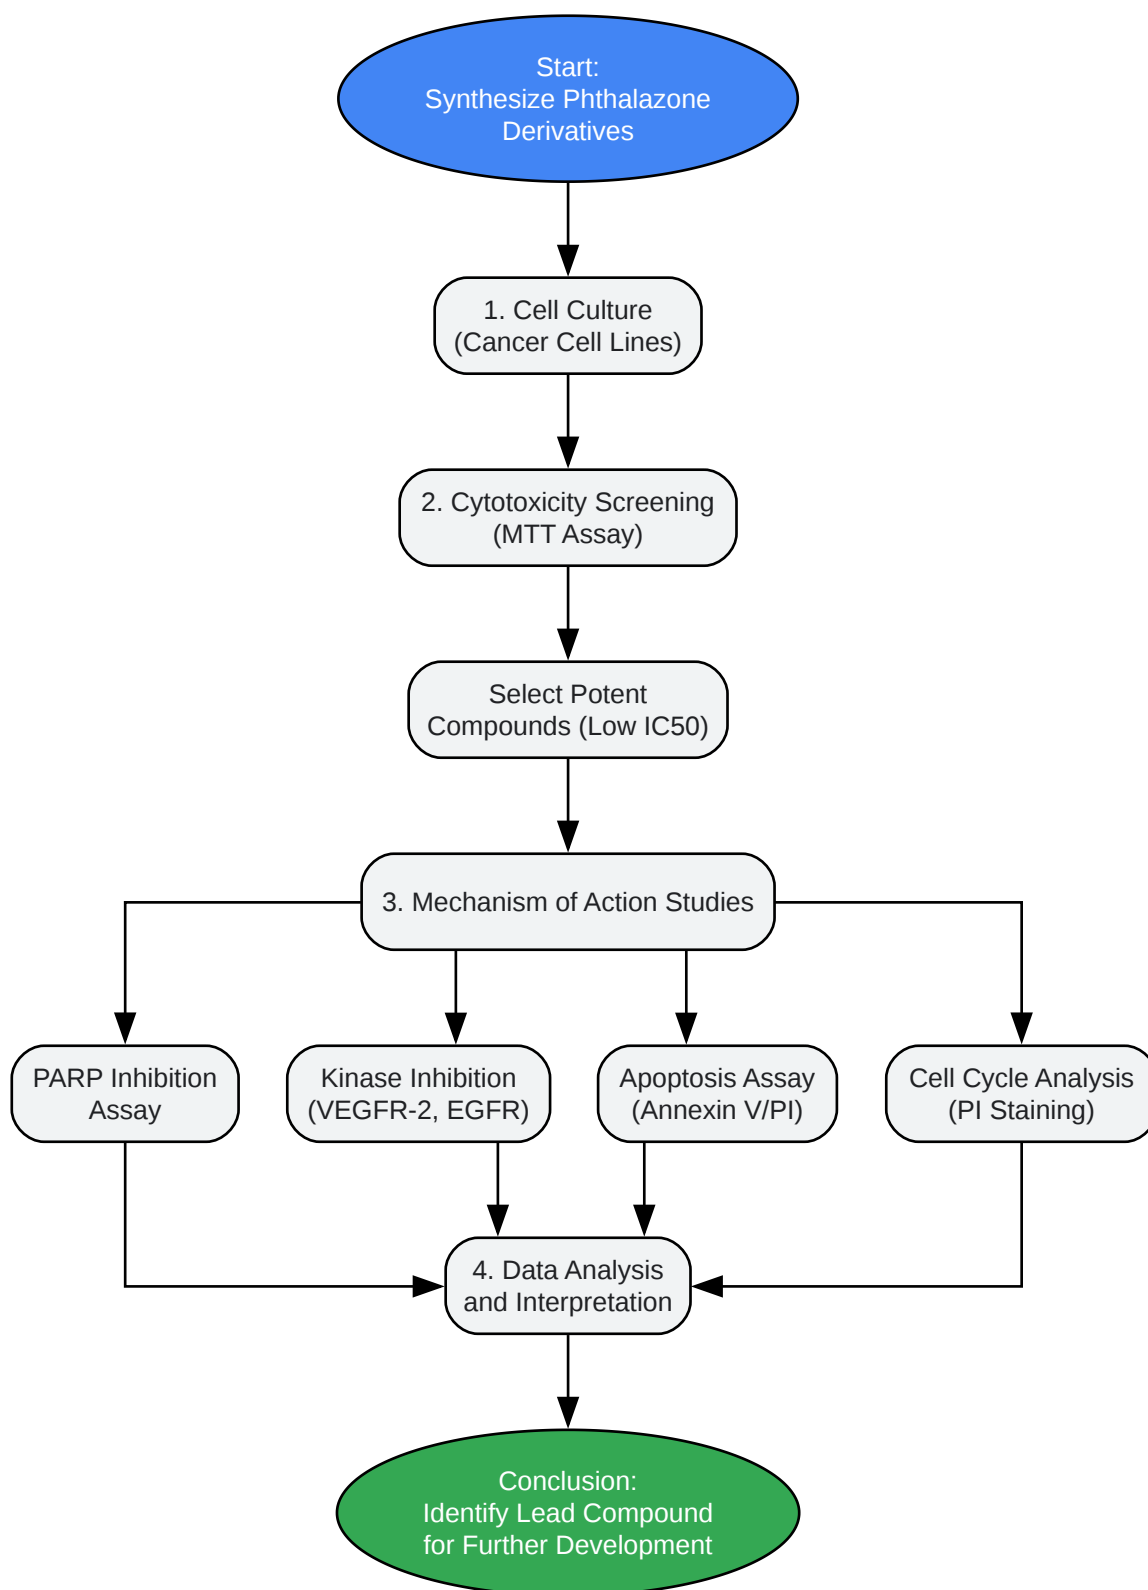 Start:
Synthesize Phthalazone
Derivatives
1. Cell Culture
(Cancer Cell Lines)
2. Cytotoxicity Screening
(MTT Assay)
Select Potent
Compounds (Low IC50)
3. Mechanism of Action Studies
PARP Inhibition
Assay
Kinase Inhibition
(VEGFR-2, EGFR)
Apoptosis Assay
(Annexin V/PI)
Cell Cycle Analysis
(PI Staining)
4. Data Analysis
and Interpretation
Conclusion:
Identify Lead Compound
for Further Development